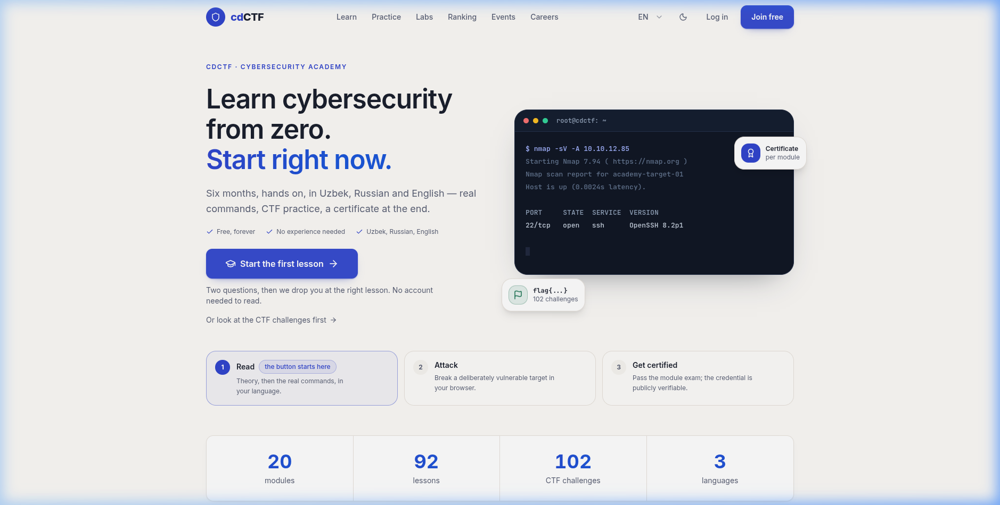 cdCTF
Learn Practice Labs Ranking Events Careers
EN
Log in
Join free
CDCTF · CYBERSECURITY ACADEMY
Learn cybersecurity
from zero.
Start right now.
Six months, hands on, in Uzbek, Russian and English — real
commands, CTF practice, a certificate at the end.
Free, forever
No experience needed
Uzbek, Russian, English
Start the first lesson
Two questions, then we drop you at the right lesson. No account
needed to read.
Or look at the CTF challenges first
root@cdctf: ~
$ nmap -sV -A 10.10.12.85
Starting Nmap 7.94 ( https://nmap.org )
Nmap scan report for academy-target-01
Host is up (0.0024s latency).
PORT STATE SERVICE VERSION
22/tcp open ssh OpenSSH 8.2p1
Certificate
per module
flag{...}
102 challenges
1
Read
the button starts here
Theory, then the real commands, in
your language.
2
Attack
Break a deliberately vulnerable target in
your browser.
3
Get certified
Pass the module exam; the credential is
publicly verifiable.
20
modules
92
lessons
102
CTF challenges
3
languages